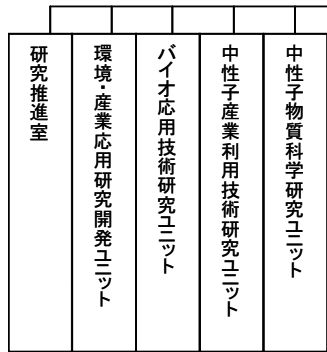 中性子物質科学研究ユニット
中性子産業利用技術研究ユニット
バイオ応用技術研究ユニット
環境・産業応用研究開発ユニット
研究推進室